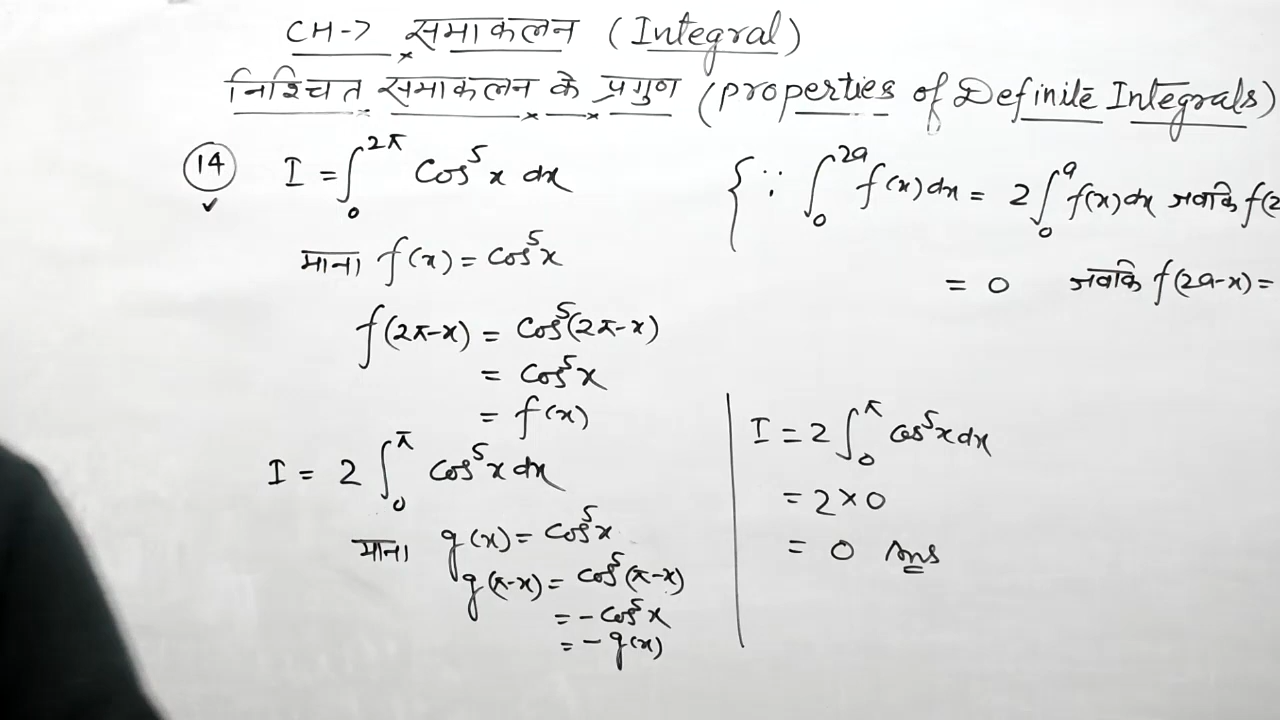 CH-7 समाकलन (Integral)
निश्चित समाकलन के प्रगुण (properties of Definite Integrals)
14 I = ∫₀^2π cos⁵x dx
{ ∵ ∫₀^2a f(x)dx = 2∫₀^a f(x)dx जबकि f(2
= 0 जबकि f(2a-x) =
माना f(x) = cos⁵x
f(2π-x) = cos⁵(2π-x)
= cos⁵x
= f(x)
I = 2 ∫₀^π cos⁵x dx
माना g(x) = cos⁵x
g(π-x) = cos⁵(π-x)
= - cos⁵x
= - g(x)
I = 2 ∫₀^π cos⁵x dx
= 2×0
= 0 Ans